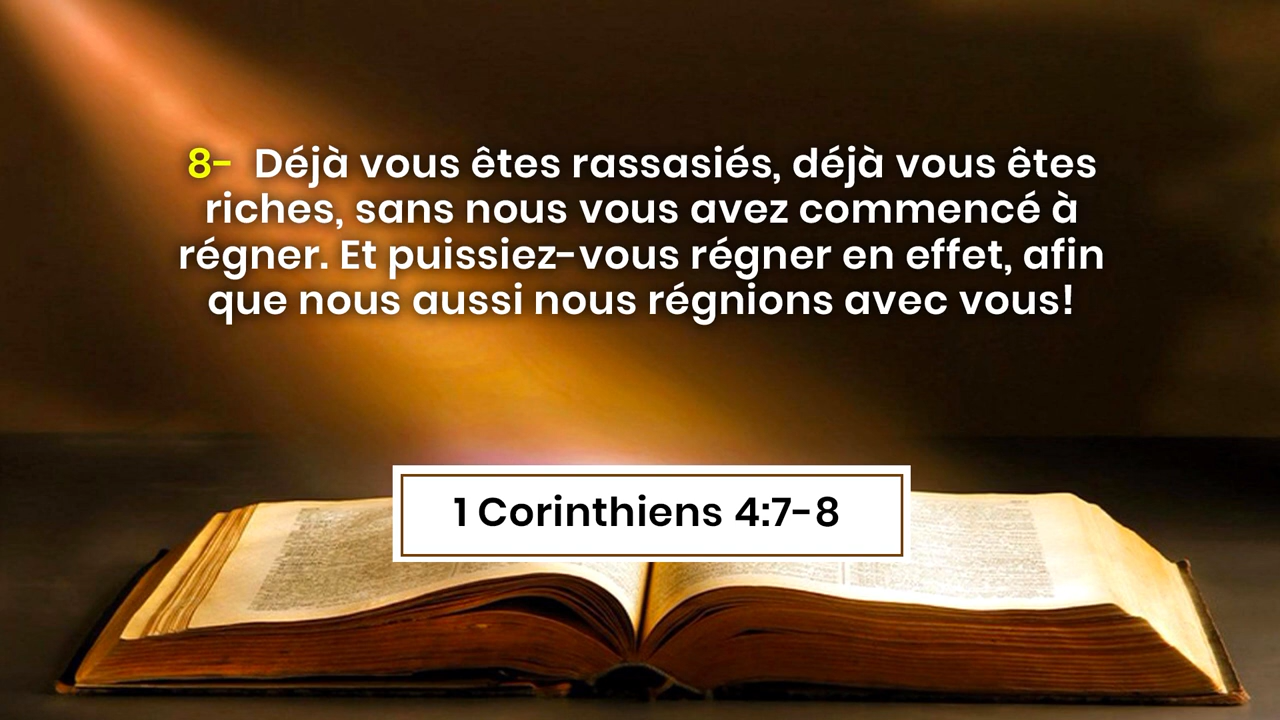 8- Déjà vous êtes rassasiés, déjà vous êtes
riches, sans nous vous avez commencé à
régner. Et puissiez-vous régner en effet, afin
que nous aussi nous régnions avec vous!
1 Corinthiens 4:7-8